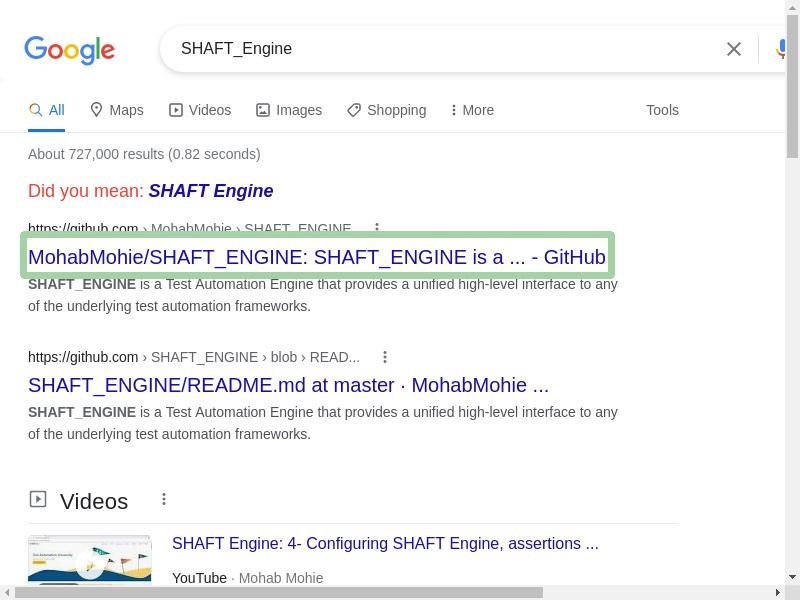 Google
SHAFT_Engine
All Maps Videos Images Shopping More Tools
About 727,000 results (0.82 seconds)
Did you mean: SHAFT Engine
https://github.com › MohabMohie › SHAFT_ENGINE
MohabMohie/SHAFT_ENGINE: SHAFT_ENGINE is a ... - GitHub
SHAFT_ENGINE is a Test Automation Engine that provides a unified high-level interface to any
of the underlying test automation frameworks.
https://github.com › SHAFT_ENGINE › blob › READ...
SHAFT_ENGINE/README.md at master · MohabMohie ...
SHAFT_ENGINE is a Test Automation Engine that provides a unified high-level interface to any
of the underlying test automation frameworks.
Videos
SHAFT Engine: 4- Configuring SHAFT Engine, assertions ...
YouTube · Mohab Mohie